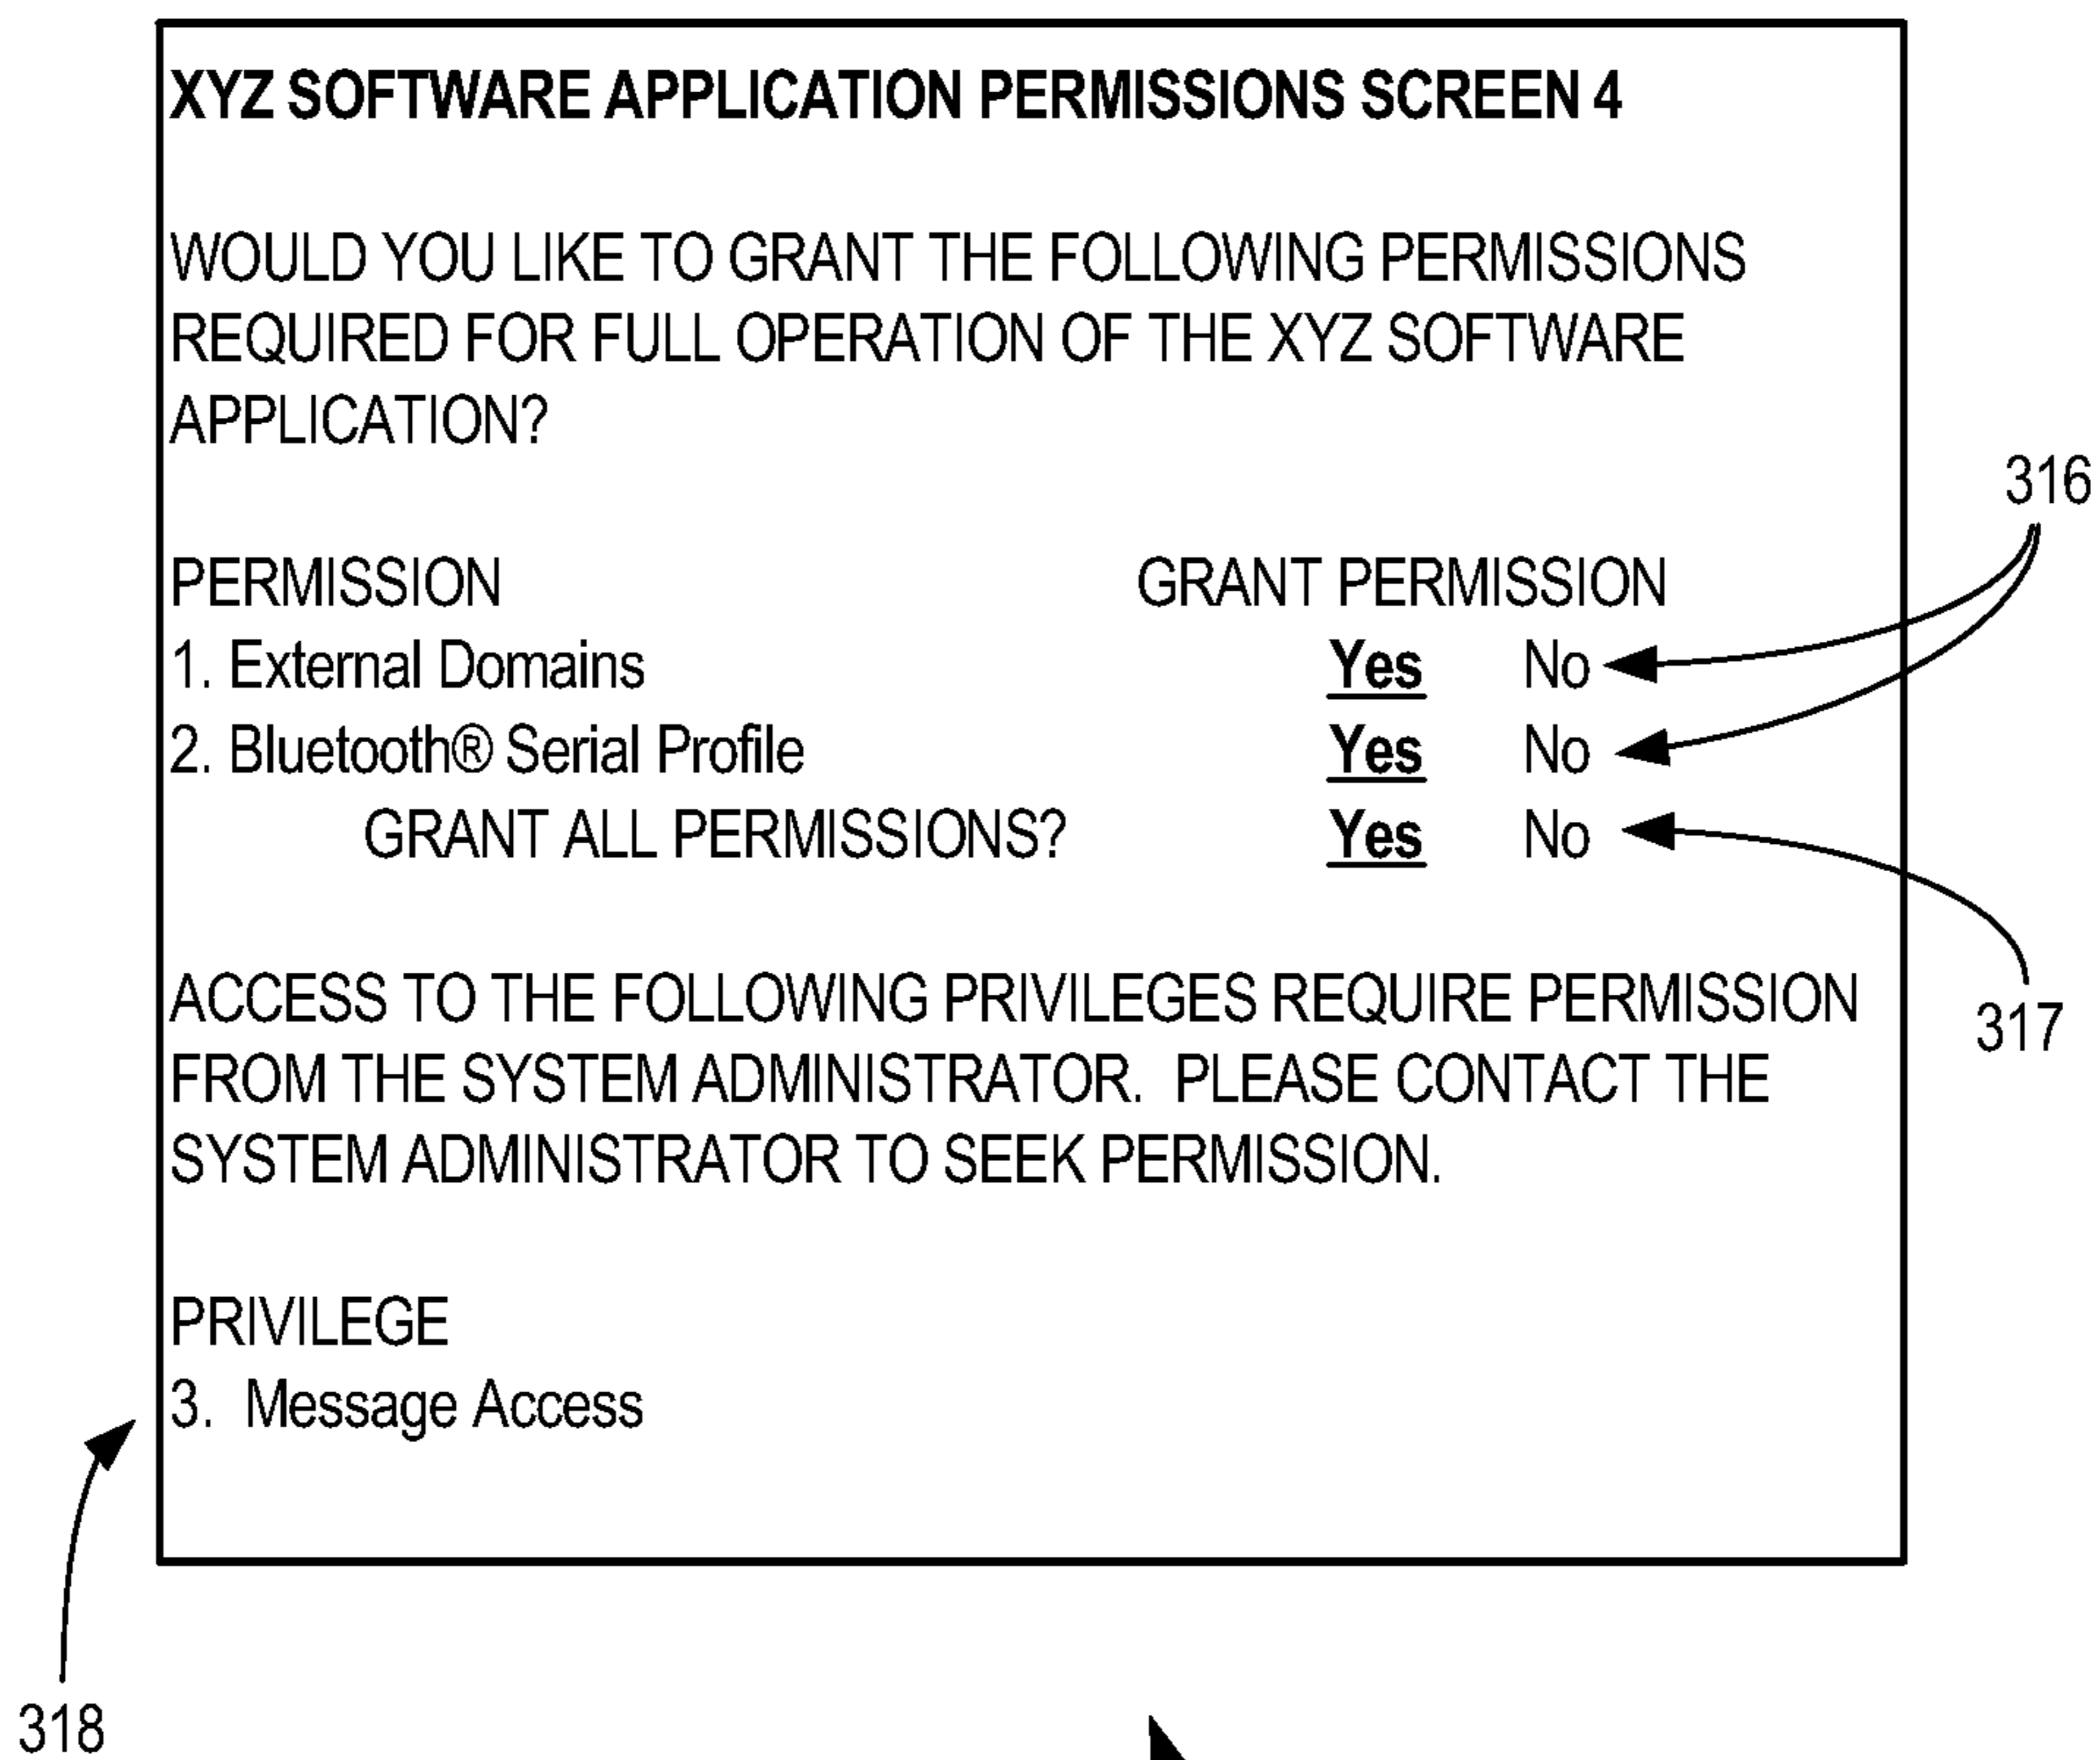 XYZ SOFTWARE APPLICATION PERMISSIONS SCREEN 4
WOULD YOU LIKE TO GRANT THE FOLLOWING PERMISSIONS
REQUIRED FOR FULL OPERATION OF THE XYZ SOFTWARE
APPLICATION?
316
PERMISSION GRANT PERMISSION
1. External Domains Yes No
2. Bluetooth® Serial Profile Yes No
GRANT ALL PERMISSIONS? Yes No
ACCESS TO THE FOLLOWING PRIVILEGES REQUIRE PERMISSION
317
FROM THE SYSTEM ADMINISTRATOR. PLEASE CONTACT THE
SYSTEM ADMINISTRATOR TO SEEK PERMISSION.
PRIVILEGE
3. Message Access
318